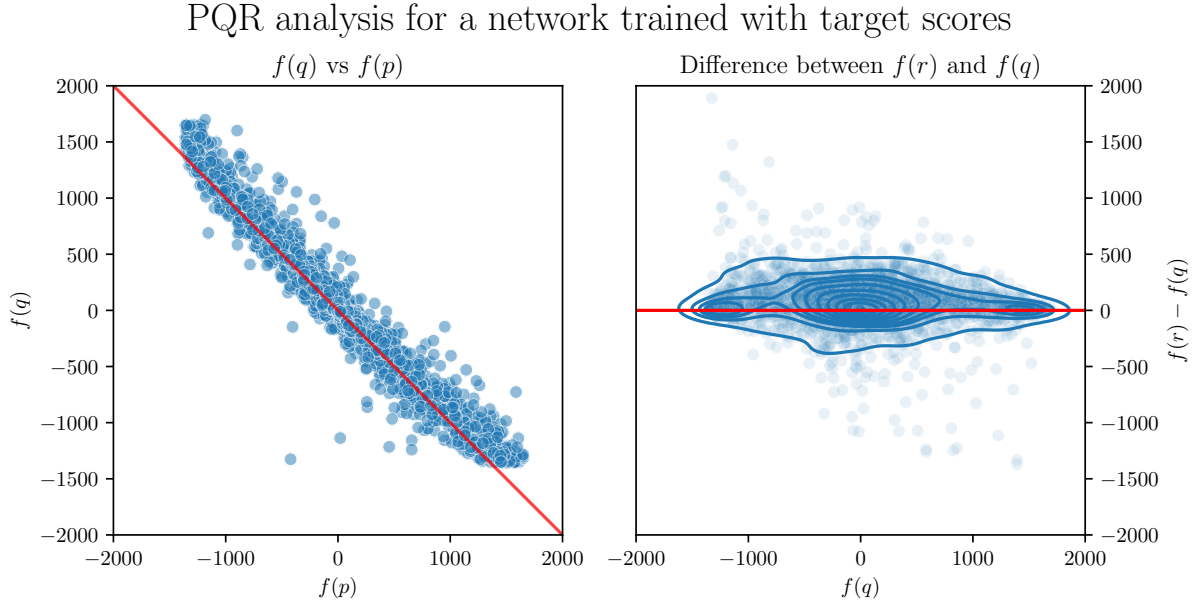 PQR analysis for a network trained with target scores
f(q) vs f(p)
2000
1500
1000
500
0
−500
−1000
−1500
−2000
f(q)
−2000 −1000 0 1000 2000
f(p)
Difference between f(r) and f(q)
2000
1500
1000
500
0
−500
−1000
−1500
−2000
f(r) − f(q)
−2000 −1000 0 1000 2000
f(q)